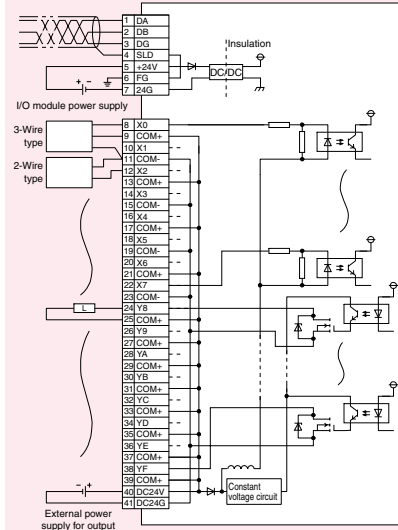 1 DA
2 DB
3 DG
4 SLD
5 +24V
6 FG
7 24G
Insulation
DC/DC
+ -
I/O module power supply
3-Wire
type
2-Wire
type
8 X0
9 COM+
10 X1
11 COM-
12 X2
13 COM+
14 X3
15 COM-
16 X4
17 COM+
18 X5
19 COM-
20 X6
21 COM+
22 X7
23 COM-
24 Y8
25 COM+
26 Y9
27 COM+
28 YA
29 COM+
30 YB
31 COM+
32 YC
33 COM+
34 YD
35 COM+
36 YE
37 COM+
38 YF
39 COM+
40 DC24V
41 DC24G
L
- +
External power
supply for output
Constant
voltage circuit